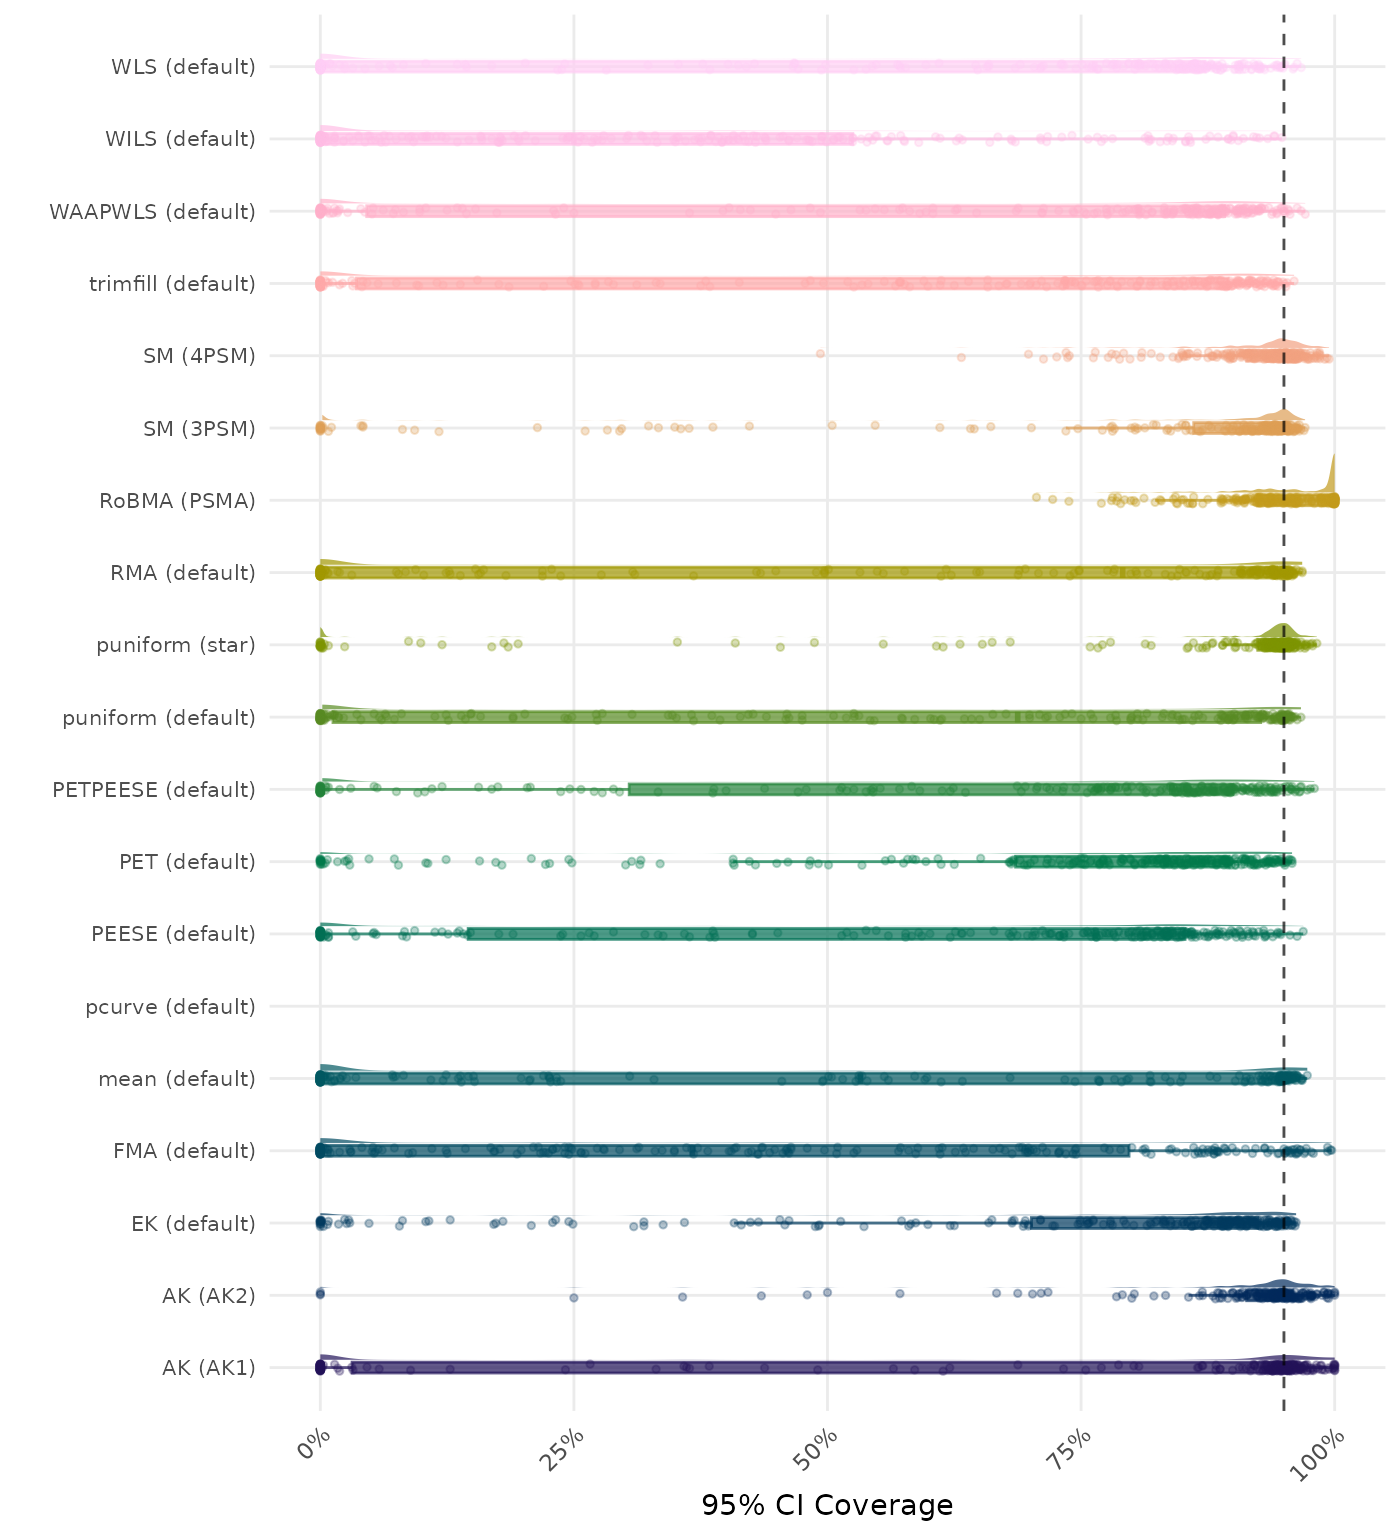 WLS (default)
WILS (default)
WAAPWLS (default)
trimfill (default)
SM (4PSM)
SM (3PSM)
RoBMA (PSMA)
RMA (default)
puniform (star)
puniform (default)
PETPEESE (default)
PET (default)
PEESE (default)
pcurve (default)
mean (default)
FMA (default)
EK (default)
AK (AK2)
AK (AK1)
0% 25% 50% 75% 100%
95% CI Coverage